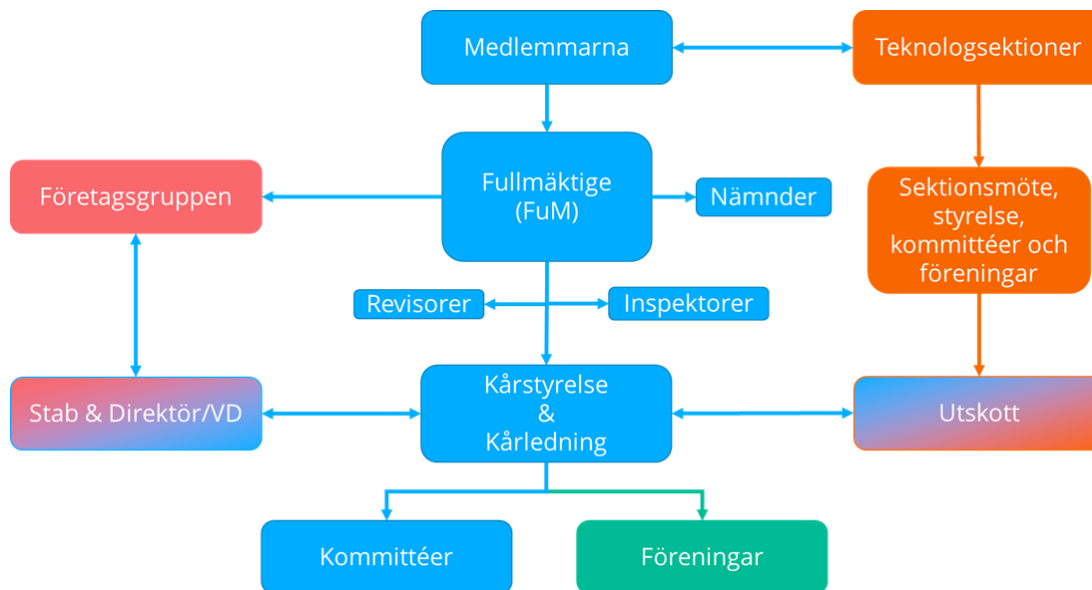 Medlemmarna
Teknologsektioner
Företagsgruppen
Fullmäktige
(FuM)
Nämnder
Sektionsmöte,
styrelse,
kommittéer och
föreningar
Revisorer
Inspektorer
Stab & Direktör/VD
Kårstyrelse
&
Kårledning
Utskott
Kommittéer
Föreningar